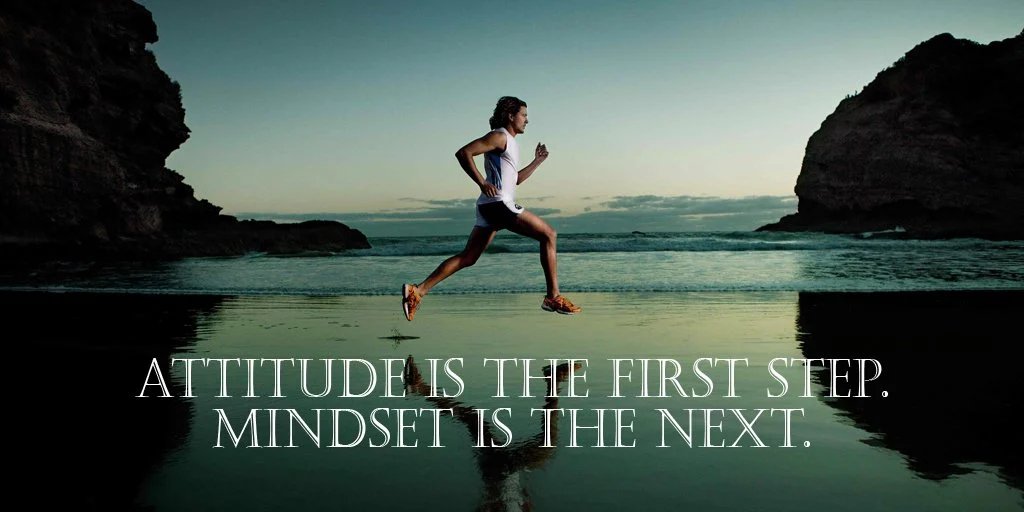 ATTITUDE IS THE FIRST STEP.
MINDSET IS THE NEXT.